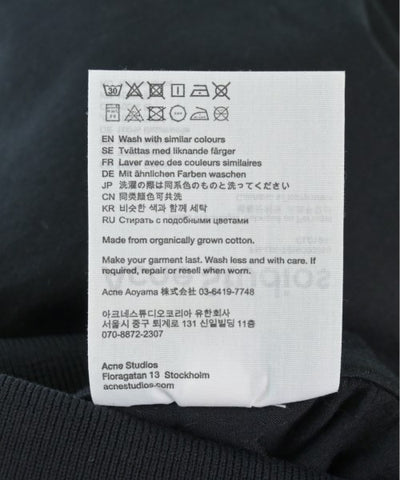 EN Wash with similar colours
SE Tvättas med liknande färger
FR Laver avec des couleurs similaires
DE Mit ähnlichen Farben waschen
JP 洗濯の際は同系色のものと洗ってください
CN 同类颜色可共洗
KR 비슷한 색과 함께 세탁
RU Стирать с подобными цветами
Made from organically grown cotton.
Make your garment last. Wash less and with care. If
required, repair or resell when worn.
Acne Aoyama 株式会社 03-6419-7748
아크네스튜디오코리아 유한회사
서울시 중구 퇴계로 131 신일빌딩 11층
070-8872-2307
Acne Studios
Floragatan 13 Stockholm
acnestudios.com